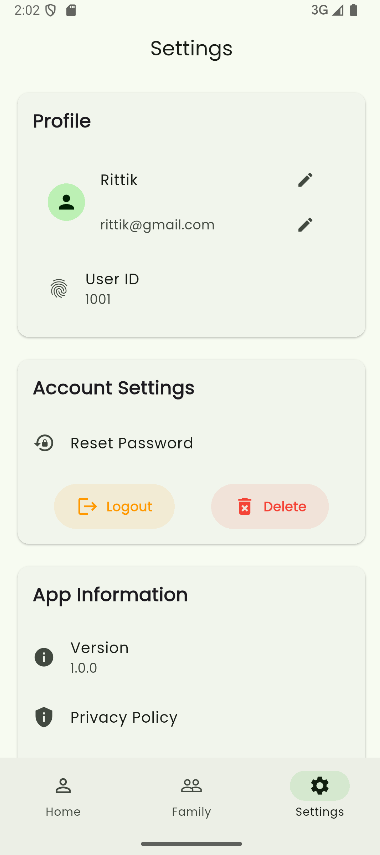 2:02 3G
Settings
Profile
Rittik
rittik@gmail.com
User ID
1001
Account Settings
Reset Password
Logout Delete
App Information
Version
1.0.0
Privacy Policy
Home Family Settings